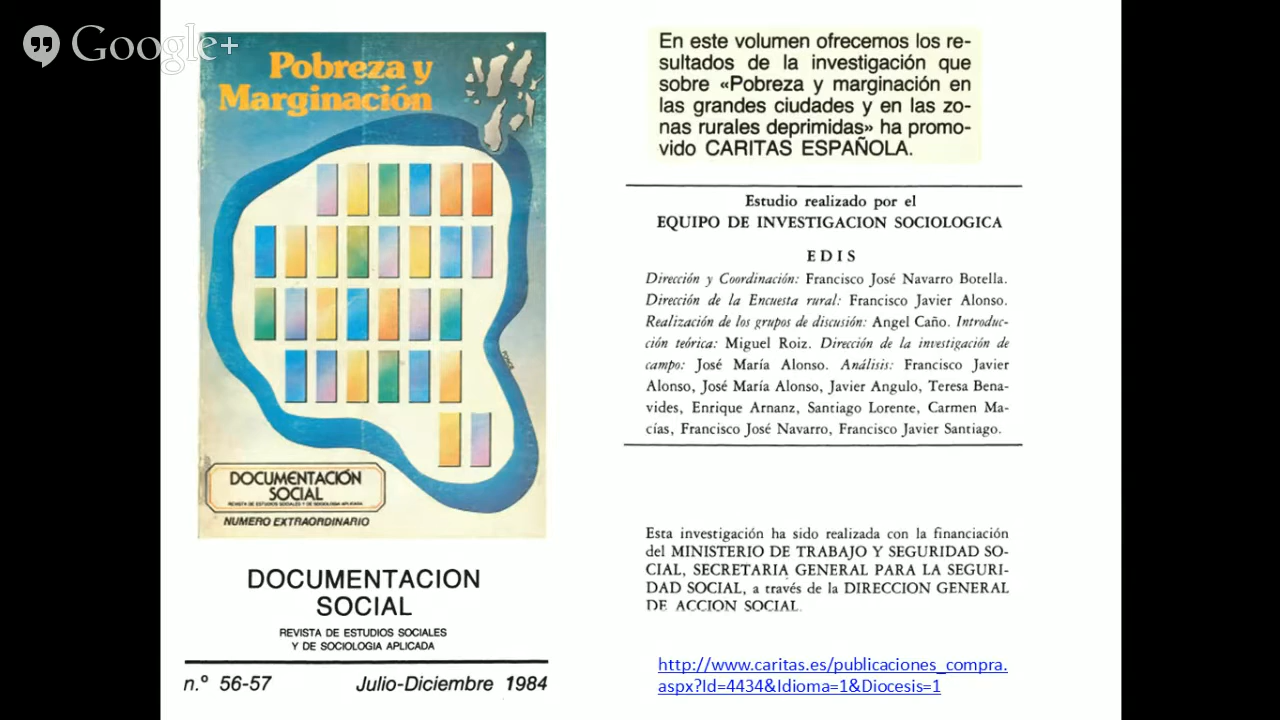 Google+
Pobreza y
Marginación
DOCUMENTACIÓN
SOCIAL
REVISTA DE ESTUDIOS SOCIALES Y DE SOCIOLOGIA APLICADA
NUMERO EXTRAORDINARIO
DOCUMENTACION
SOCIAL
REVISTA DE ESTUDIOS SOCIALES
Y DE SOCIOLOGIA APLICADA
n.º 56-57 Julio-Diciembre 1984
En este volumen ofrecemos los re-
sultados de la investigación que
sobre «Pobreza y marginación en
las grandes ciudades y en las zo-
nas rurales deprimidas» ha promo-
vido CARITAS ESPAÑOLA.
Estudio realizado por el
EQUIPO DE INVESTIGACION SOCIOLOGICA
EDIS
Dirección y Coordinación: Francisco José Navarro Botella.
Dirección de la Encuesta rural: Francisco Javier Alonso.
Realización de los grupos de discusión: Angel Caño. Introduc-
ción teórica: Miguel Roiz. Dirección de la investigación de
campo: José María Alonso. Análisis: Francisco Javier
Alonso, José María Alonso, Javier Angulo, Teresa Bena-
vides, Enrique Arnanz, Santiago Lorente, Carmen Ma-
cías, Francisco José Navarro, Francisco Javier Santiago.
Esta investigación ha sido realizada con la financiación
del MINISTERIO DE TRABAJO Y SEGURIDAD SO-
CIAL, SECRETARIA GENERAL PARA LA SEGURI-
DAD SOCIAL, a través de la DIRECCION GENERAL
DE ACCION SOCIAL.
http://www.caritas.es/publicaciones_compra.
aspx?Id=4434&Idioma=1&Diocesis=1